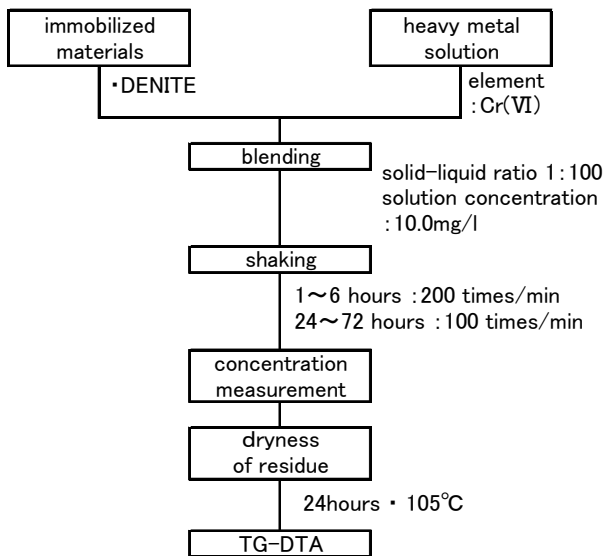 immobilized
materials
heavy metal
solution
・DENITE
element
:Cr(Ⅵ)
blending
solid-liquid ratio 1:100
solution concentration
:10.0mg/l
shaking
1～6 hours :200 times/min
24～72 hours :100 times/min
concentration
measurement
dryness
of residue
24hours ・ 105℃
TG-DTA